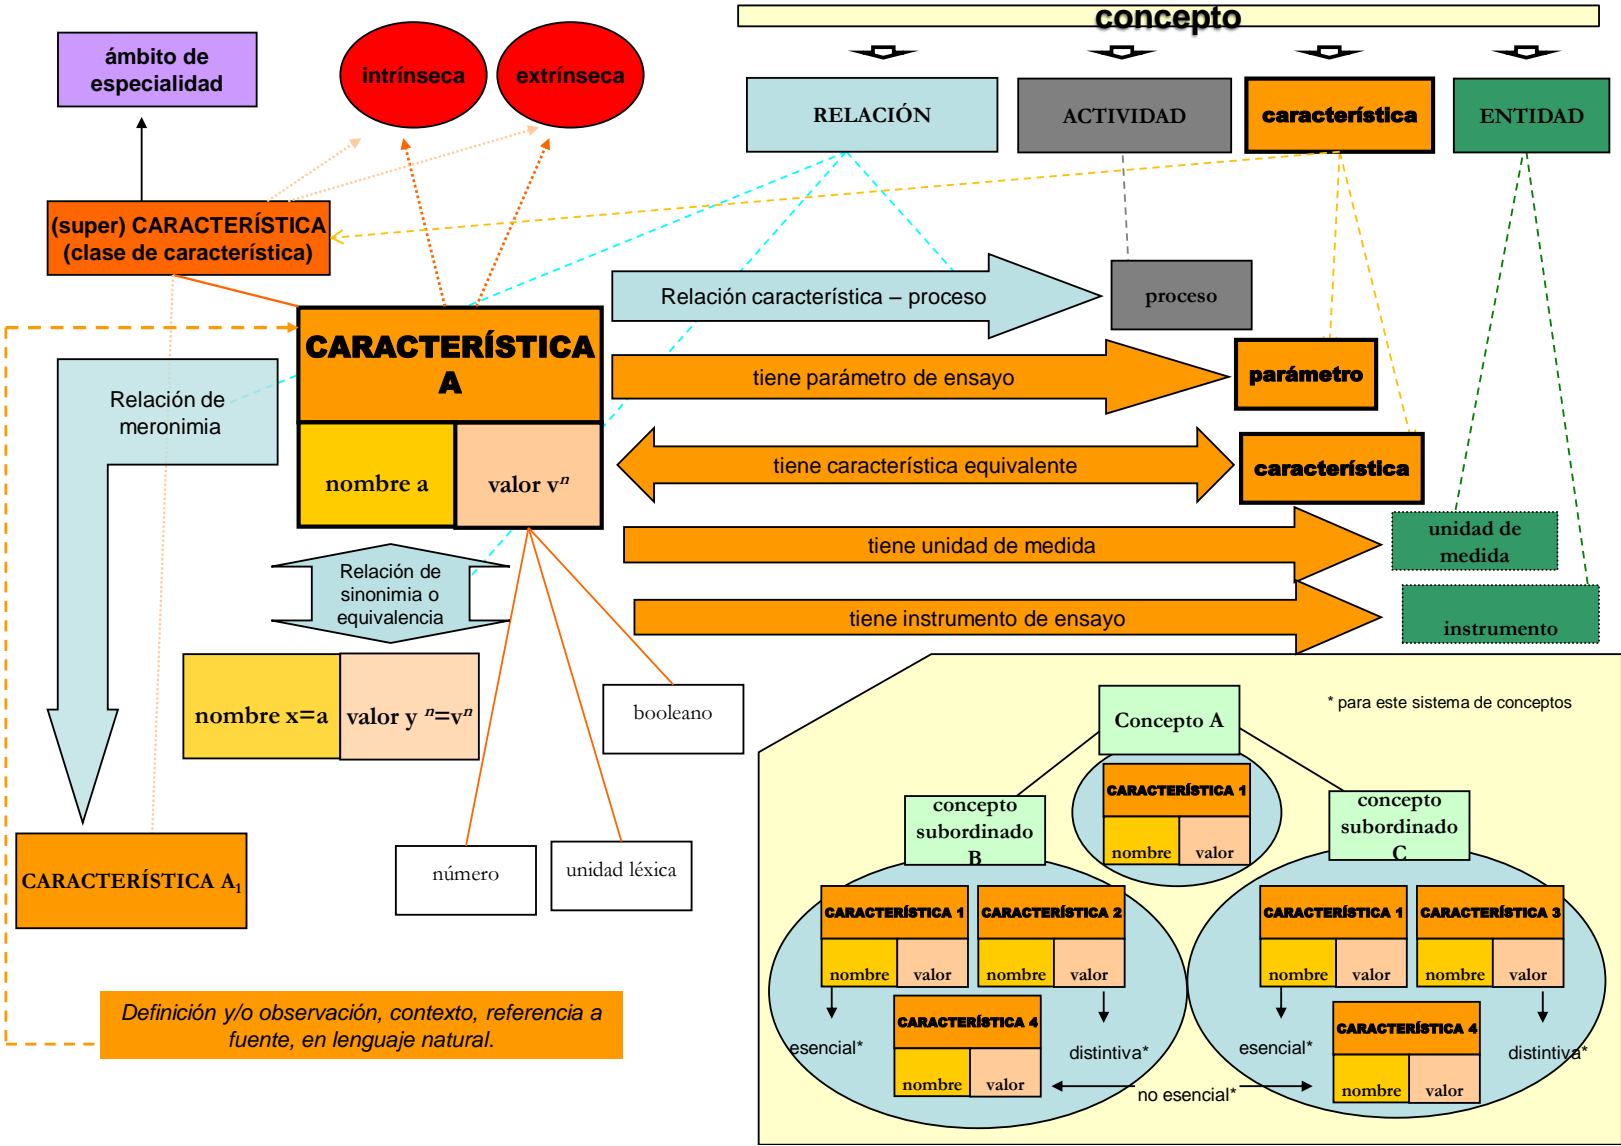 concepto
ámbito de
especialidad
intrínseca
extrínseca
RELACIÓN
ACTIVIDAD
característica
ENTIDAD
(super) CARACTERÍSTICA
(clase de característica)
Relación característica – proceso
proceso
CARACTERÍSTICA
A
tiene parámetro de ensayo
parámetro
Relación de
meronimia
nombre a
valor vⁿ
tiene característica equivalente
característica
tiene unidad de medida
unidad de
medida
Relación de
sinonimia o
equivalencia
tiene instrumento de ensayo
instrumento
nombre x=a
valor y ⁿ=vⁿ
booleano
número
unidad léxica
CARACTERÍSTICA A₁
Definición y/o observación, contexto, referencia a
fuente, en lenguaje natural.
* para este sistema de conceptos
Concepto A
CARACTERÍSTICA 1
nombre
valor
concepto
subordinado
B
CARACTERÍSTICA 1
nombre
valor
CARACTERÍSTICA 2
nombre
valor
esencial*
CARACTERÍSTICA 4
nombre
valor
distintiva*
no esencial*
concepto
subordinado
C
CARACTERÍSTICA 1
nombre
valor
CARACTERÍSTICA 3
nombre
valor
esencial*
CARACTERÍSTICA 4
nombre
valor
distintiva*